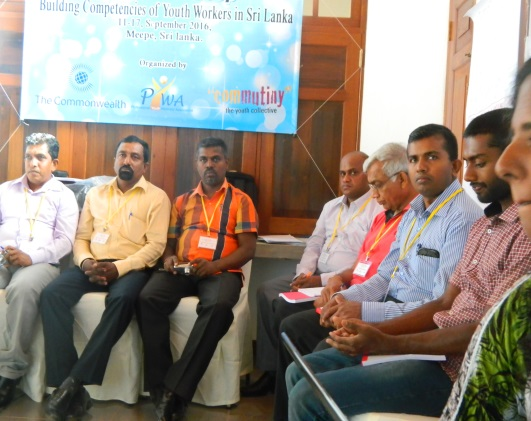 Building Competencies of Youth Workers in Sri Lanka
11-17, September 2016,
Meepe, Sri lanka.
Organized by
The Commonwealth
PYWA
"commutiny"
the youth collective